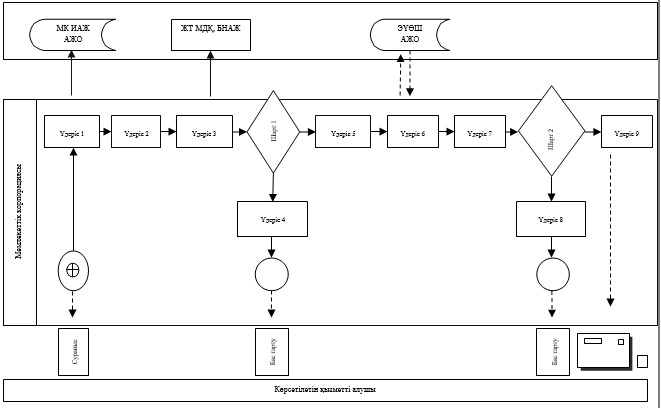 МК ИАЖ
АЖО
ЖТ МДҚ, БНАЖ
ЭҮӨШ
АЖО
Мемлекеттік корпорациясы
Үдеріс 1
Үдеріс 2
Үдеріс 3
Шарт 1
Үдеріс 5
Үдеріс 6
Үдеріс 7
Шарт 2
Үдеріс 9
Үдеріс 4
Үдеріс 8
Сұраныс
Бас тарту
Бас тарту
Көрсетілетін қызметті алушы